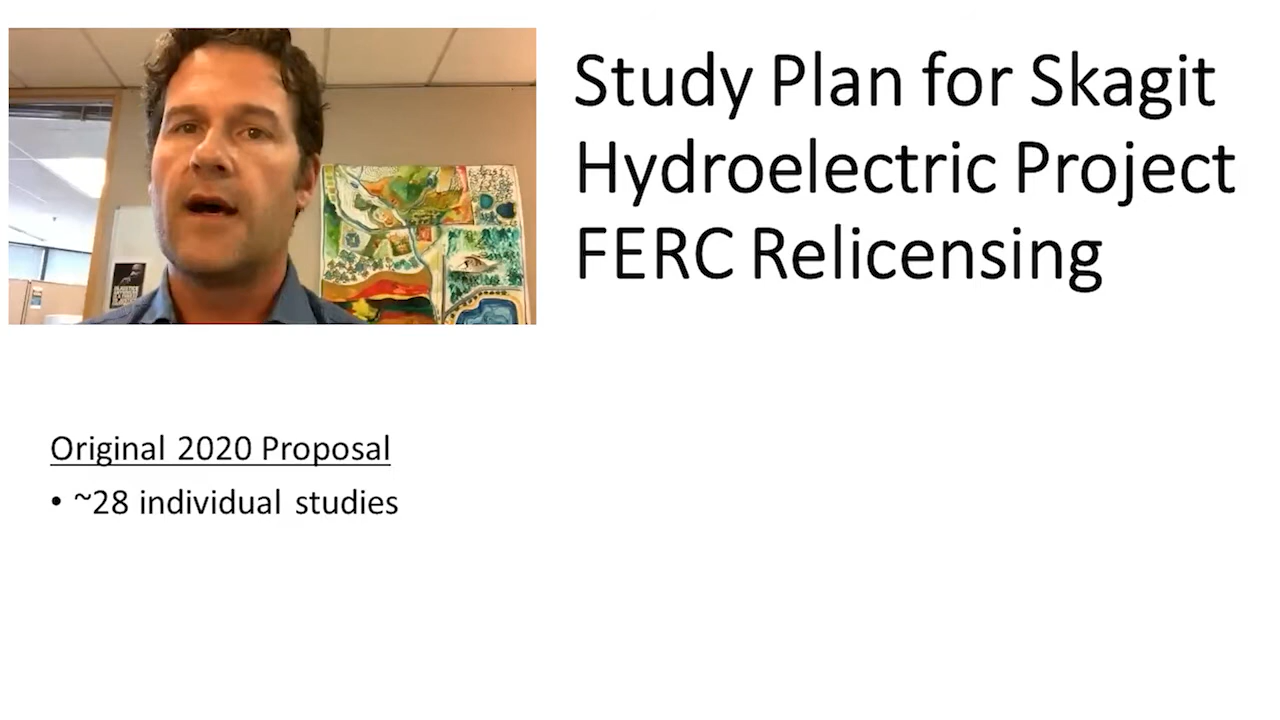 Study Plan for Skagit
Hydroelectric Project
FERC Relicensing
Original 2020 Proposal
• ~28 individual studies